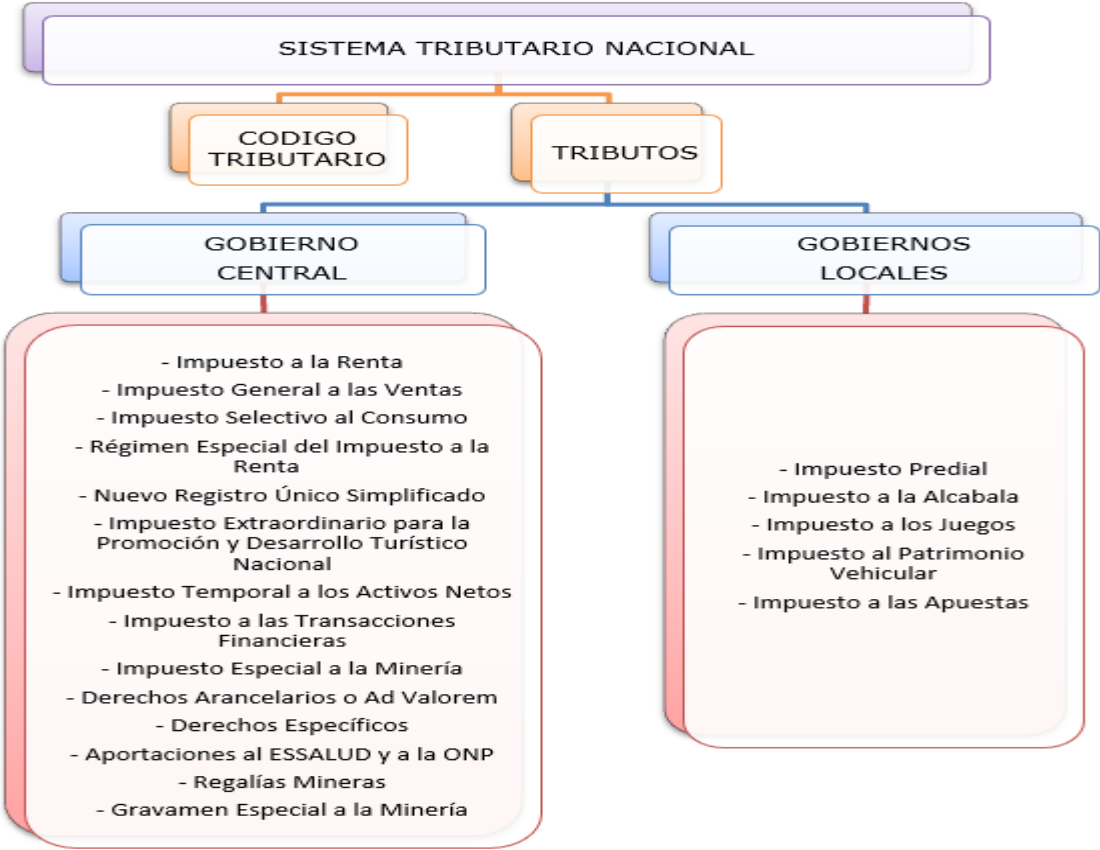 SISTEMA TRIBUTARIO NACIONAL
CODIGO
TRIBUTARIO
TRIBUTOS
GOBIERNO
CENTRAL
GOBIERNOS
LOCALES
- Impuesto a la Renta
- Impuesto General a las Ventas
- Impuesto Selectivo al Consumo
- Régimen Especial del Impuesto a la
Renta
- Nuevo Registro Único Simplificado
- Impuesto Extraordinario para la
Promoción y Desarrollo Turístico
Nacional
- Impuesto Temporal a los Activos Netos
- Impuesto a las Transacciones
Financieras
- Impuesto Especial a la Minería
- Derechos Arancelarios o Ad Valorem
- Derechos Específicos
- Aportaciones al ESSALUD y a la ONP
- Regalías Mineras
- Gravamen Especial a la Minería
- Impuesto Predial
- Impuesto a la Alcabala
- Impuesto a los Juegos
- Impuesto al Patrimonio
Vehicular
- Impuesto a las Apuestas